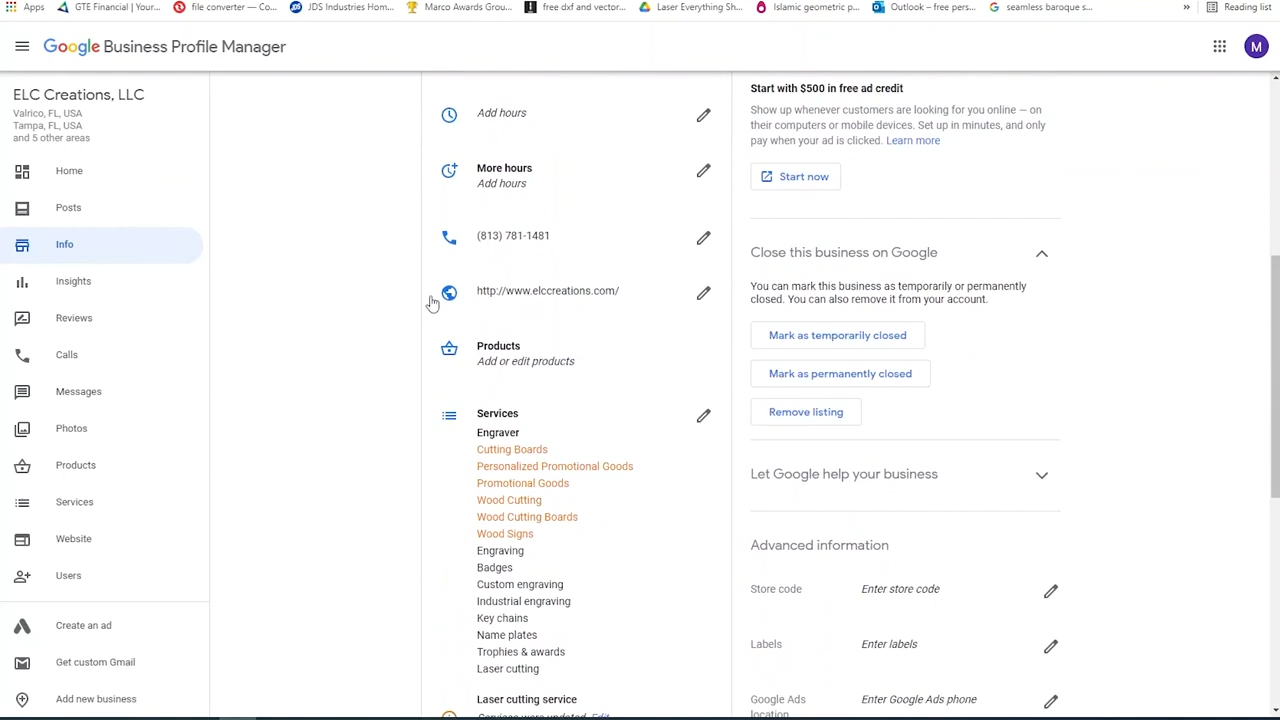 Apps
GTE Financial | Your...
file converter — Co...
JDS Industries Hom...
Marco Awards Grou...
free dxf and vector...
Laser Everything Sh...
Islamic geometric p...
Outlook – free pers...
seamless baroque s...
»
Reading list
Google Business Profile Manager
M
ELC Creations, LLC
Valrico, FL, USA
Tampa, FL, USA
and 5 other areas
Home
Posts
Info
Insights
Reviews
Calls
Messages
Photos
Products
Services
Website
Users
Create an ad
Get custom Gmail
Add new business
Add hours
More hours
Add hours
(813) 781-1481
http://www.elccreations.com/
Products
Add or edit products
Services
Engraver
Cutting Boards
Personalized Promotional Goods
Promotional Goods
Wood Cutting
Wood Cutting Boards
Wood Signs
Engraving
Badges
Custom engraving
Industrial engraving
Key chains
Name plates
Trophies & awards
Laser cutting
Laser cutting service
Services were updated. Edit
Start with $500 in free ad credit
Show up whenever customers are looking for you online — on
their computers or mobile devices. Set up in minutes, and only
pay when your ad is clicked. Learn more
Start now
Close this business on Google
You can mark this business as temporarily or permanently
closed. You can also remove it from your account.
Mark as temporarily closed
Mark as permanently closed
Remove listing
Let Google help your business
Advanced information
Store code
Enter store code
Labels
Enter labels
Google Ads
location
Enter Google Ads phone